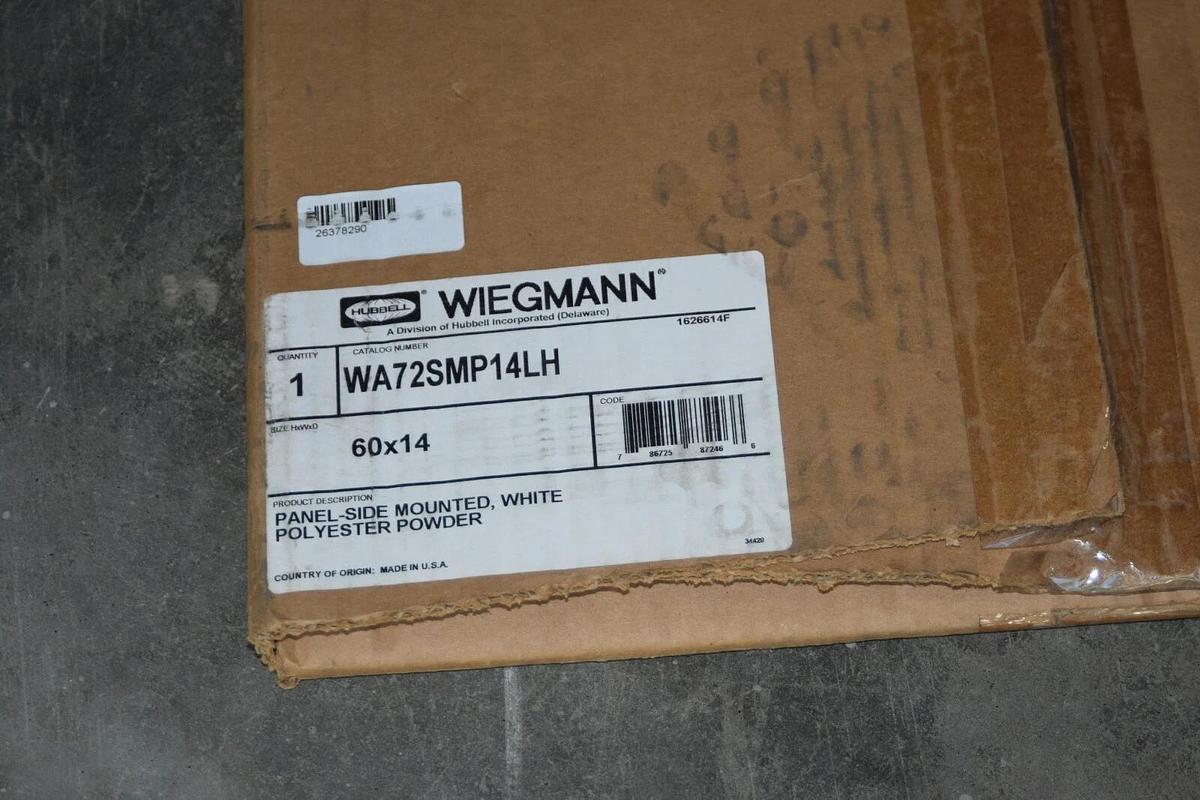 26378290
HUBBELL® WIEGMANN®
A Division of Hubbell Incorporated (Delaware)
1626614F
QUANTITY
1
CATALOG NUMBER
WA72SMP14LH
SIZE HxWxD
60x14
CODE
7 86725 87246 6
PRODUCT DESCRIPTION
PANEL-SIDE MOUNTED, WHITE
POLYESTER POWDER
34420
COUNTRY OF ORIGIN: MADE IN U.S.A.